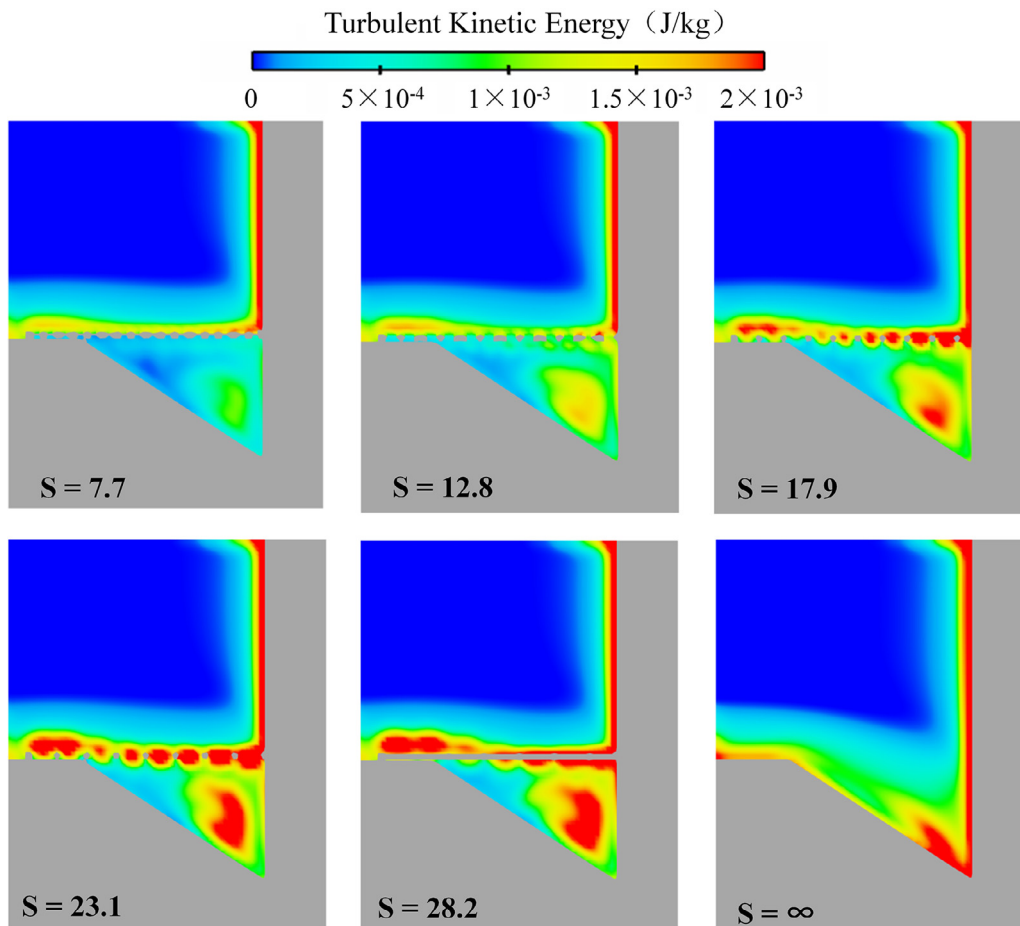 Turbulent Kinetic Energy（J/kg）
0 5×10⁻⁴ 1×10⁻³ 1.5×10⁻³ 2×10⁻³
S = 7.7
S = 12.8
S = 17.9
S = 23.1
S = 28.2
S = ∞